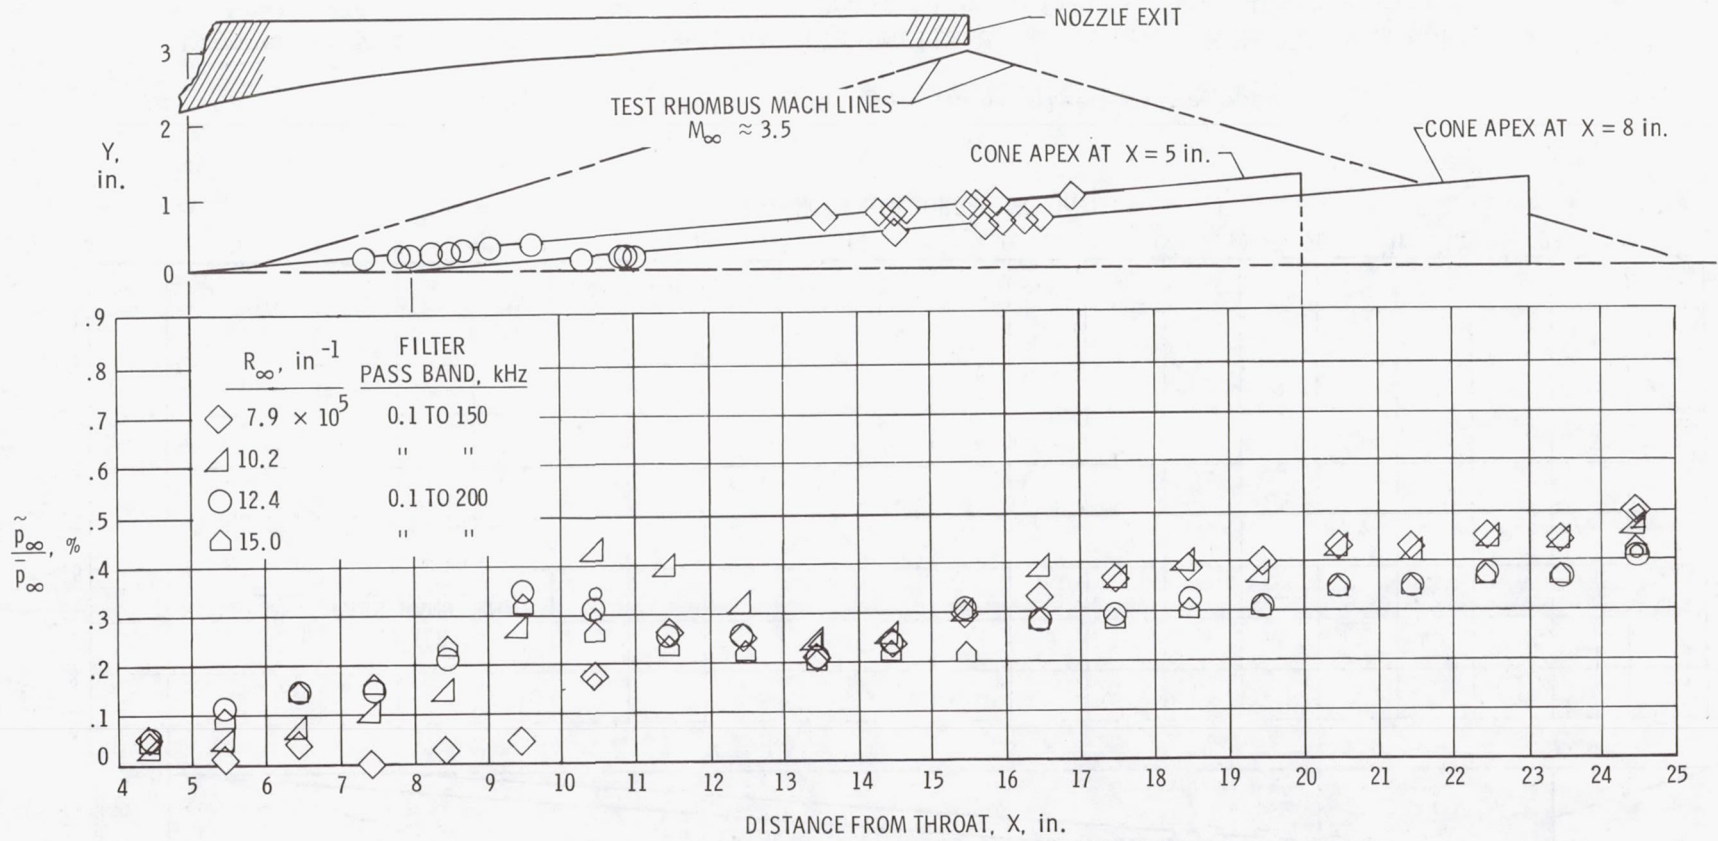 NOZZLE EXIT
3
TEST RHOMBUS MACH LINES
M∞ ≈ 3.5
2
CONE APEX AT X = 8 in.
Y,
in.
CONE APEX AT X = 5 in.
1
0
.9
R∞, in⁻¹ FILTER PASS BAND, kHz
.8
7.9 × 10⁵ 0.1 TO 150
.7
10.2 " "
.6
12.4 0.1 TO 200
.5
15.0 " "
p̃∞/p̄∞, %
.4
.3
.2
.1
0
4 5 6 7 8 9 10 11 12 13 14 15 16 17 18 19 20 21 22 23 24 25
DISTANCE FROM THROAT, X, in.